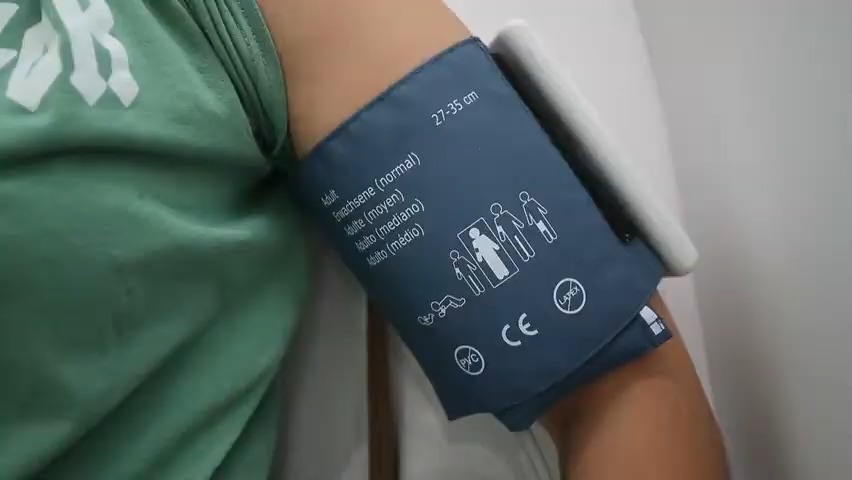 27-35 cm
Adult
Erwachsene (normal)
Adulte (moyen)
Adulto (mediano)
Adulto (médio)
LATEX
CE
PVC